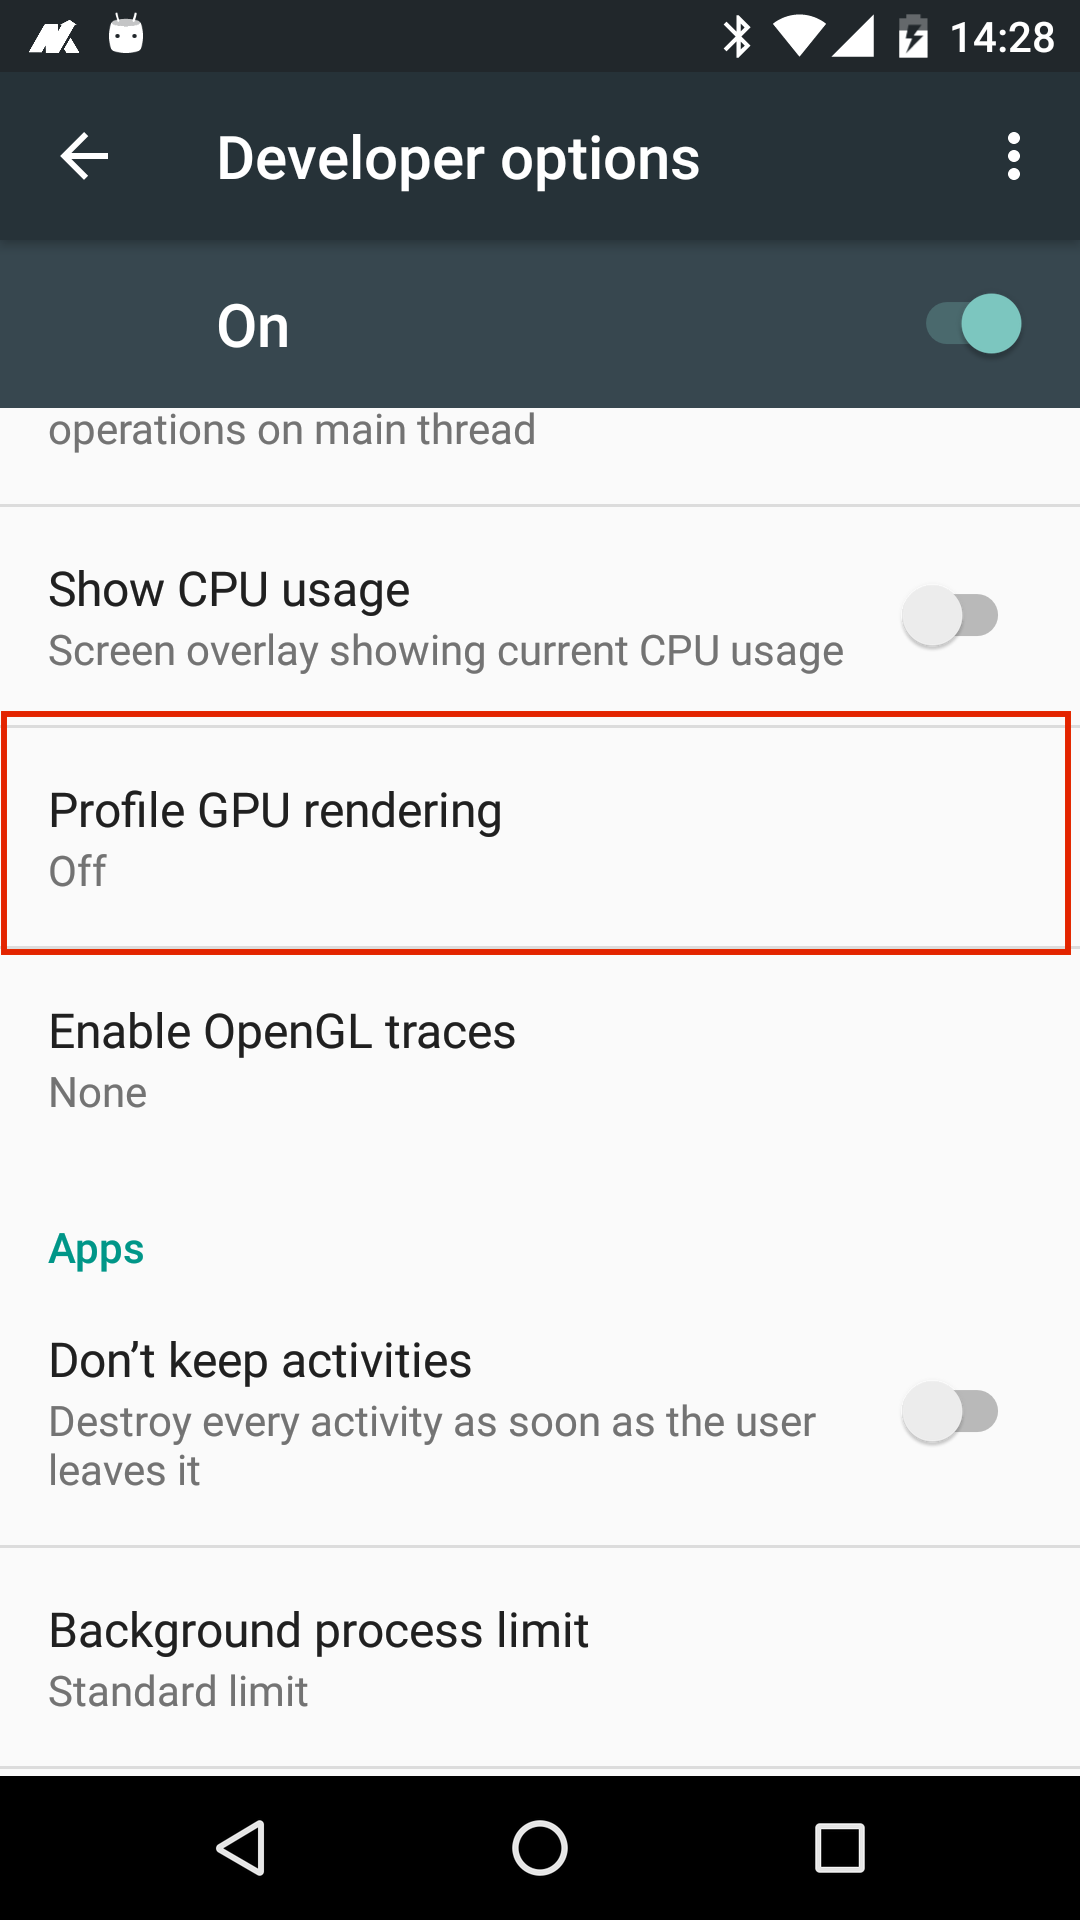 14:28
Developer options
On
operations on main thread
Show CPU usage
Screen overlay showing current CPU usage
Profile GPU rendering
Off
Enable OpenGL traces
None
Apps
Don’t keep activities
Destroy every activity as soon as the user
leaves it
Background process limit
Standard limit